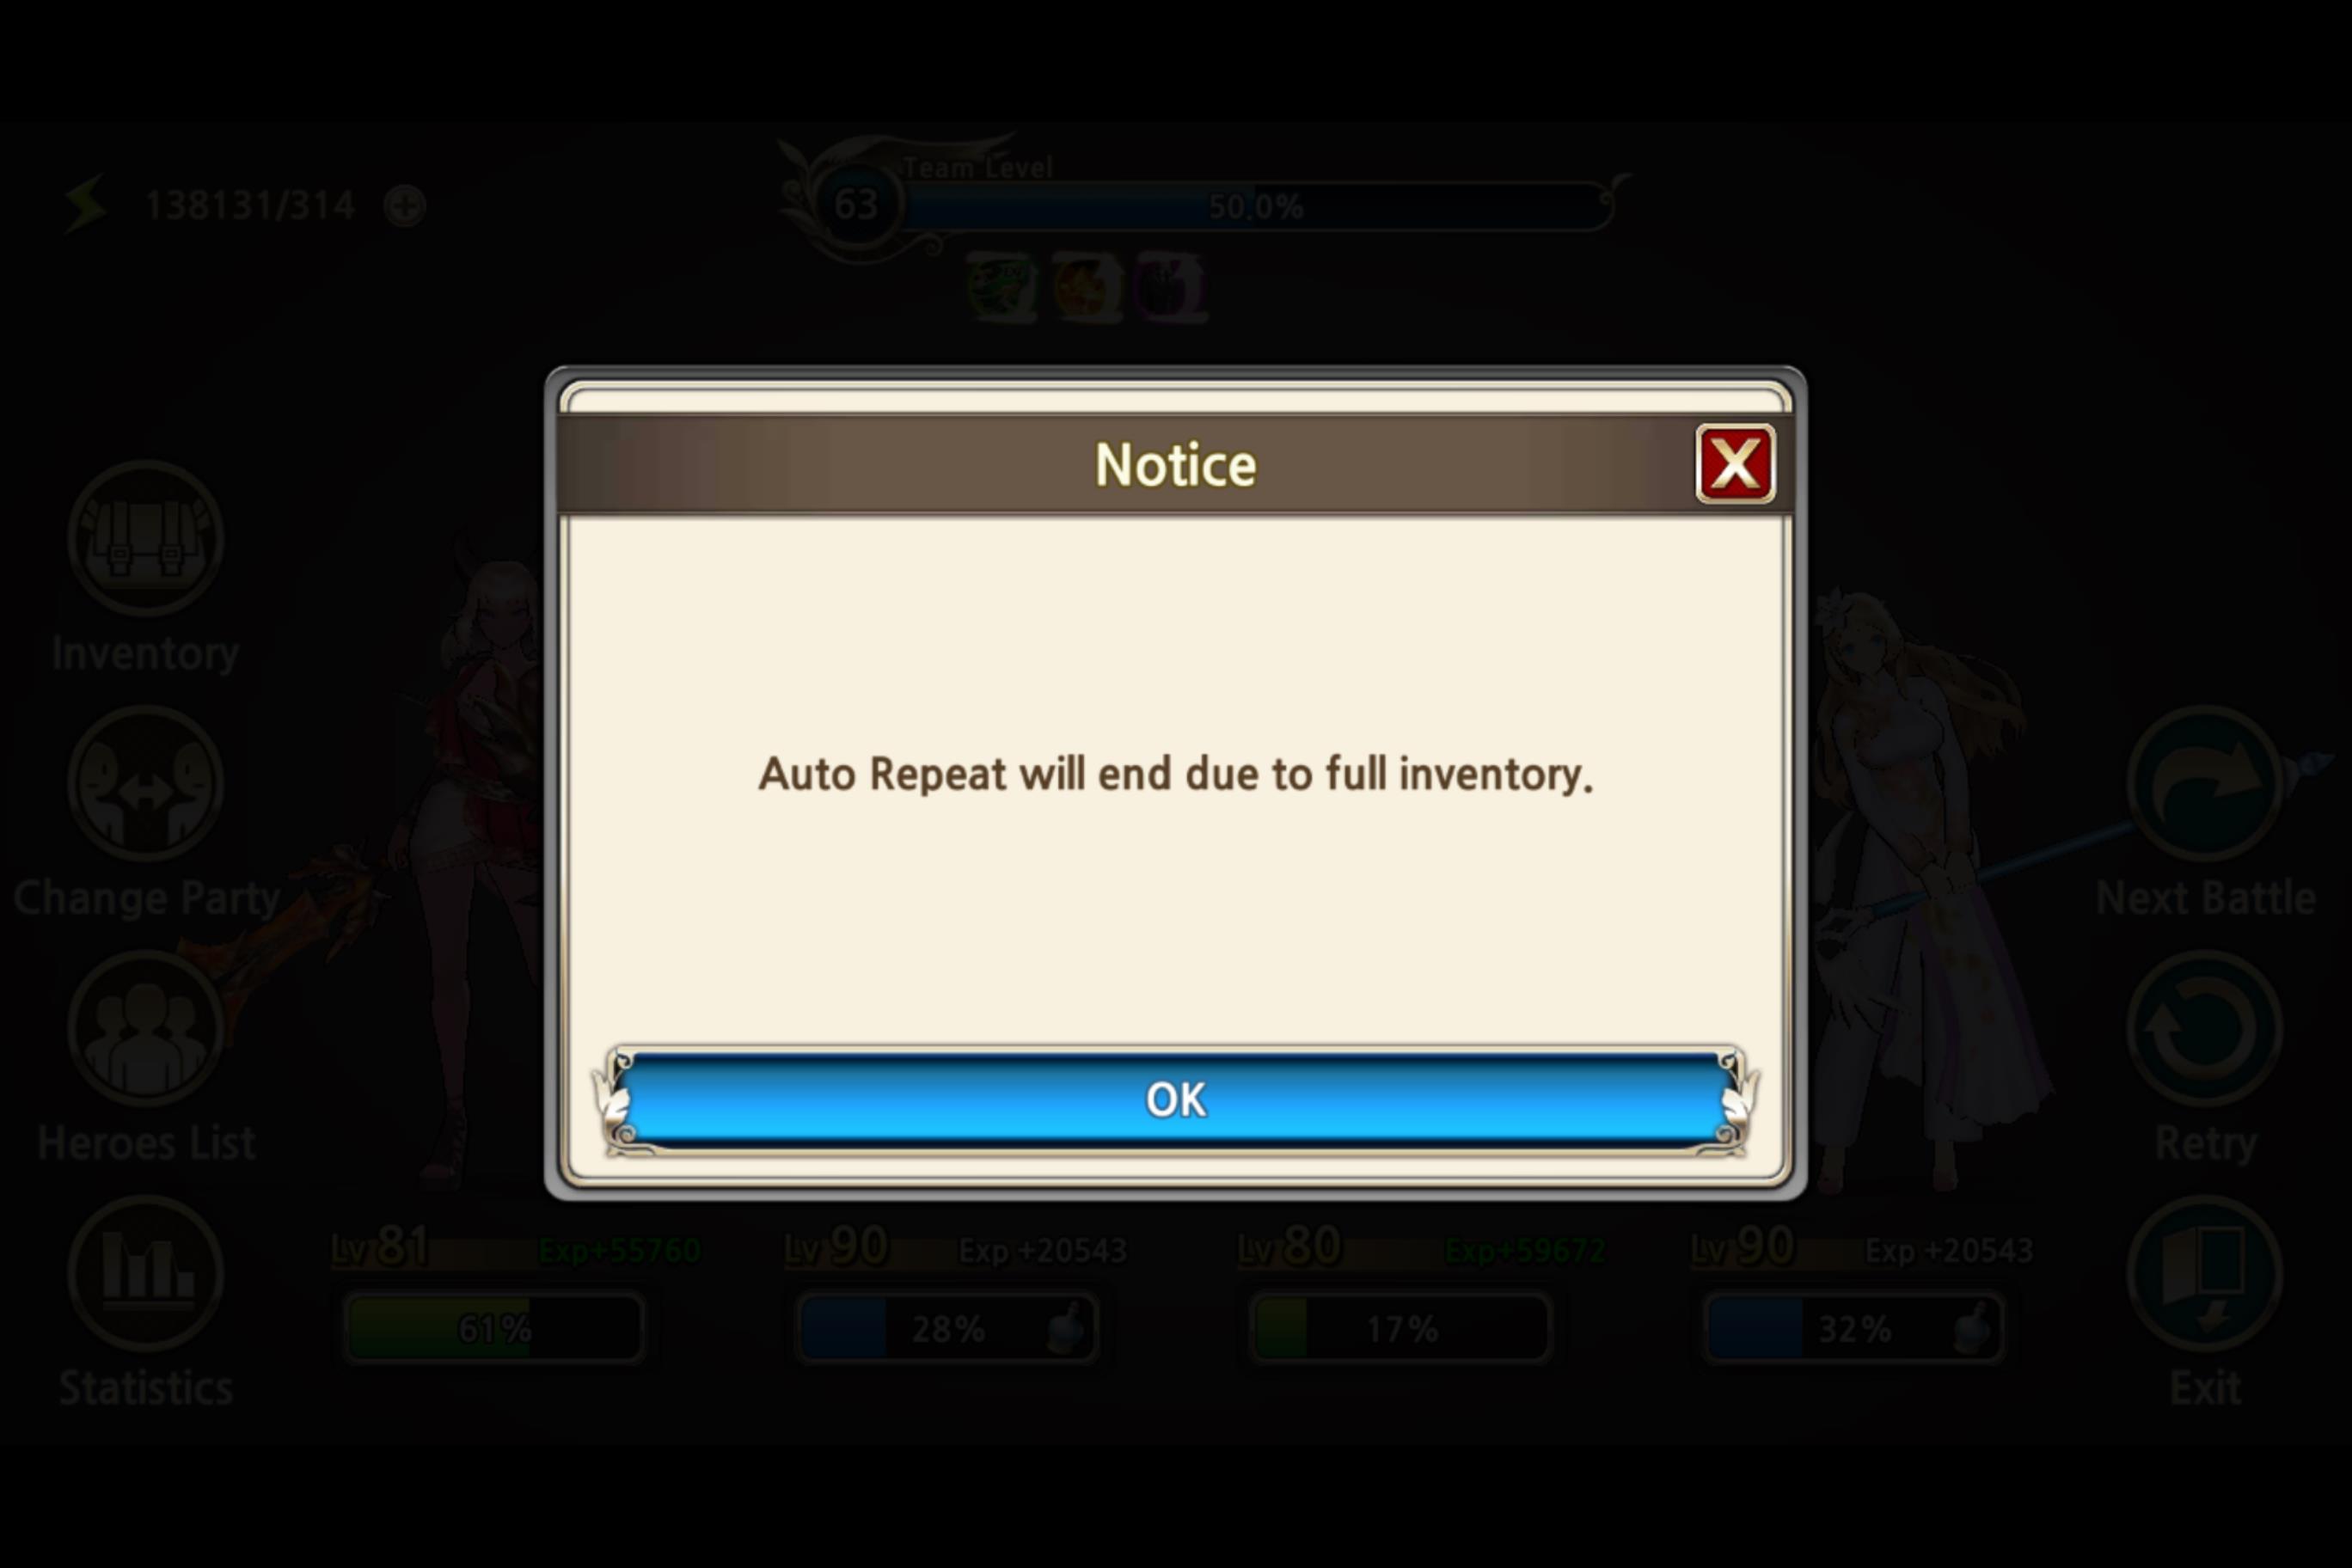 138131/314
Team Level
63
50.0%
Notice
X
Auto Repeat will end due to full inventory.
OK
Inventory
Change Party
Heroes List
Statistics
Next Battle
Retry
Exit
Lv 81 Exp+55760
61%
Lv 90 Exp +20543
28%
Lv 80 Exp+59672
17%
Lv 90 Exp +20543
32%